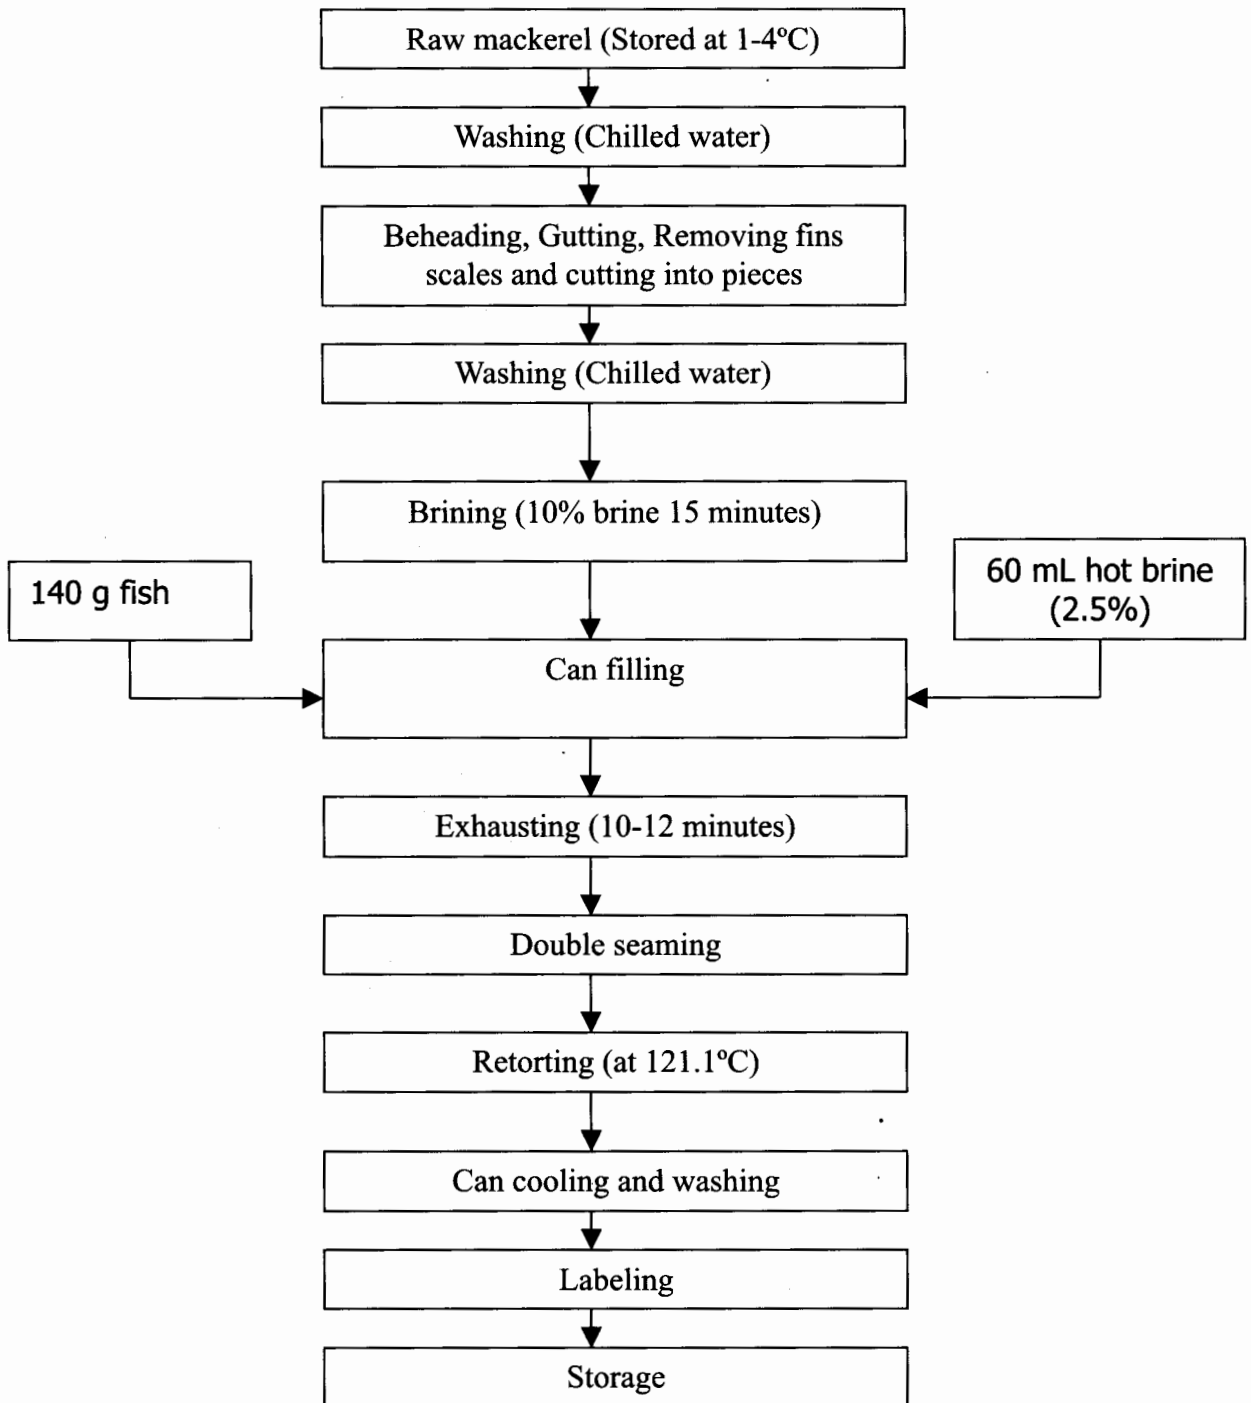 Raw mackerel (Stored at 1-4ºC)
Washing (Chilled water)
Beheading, Gutting, Removing fins
scales and cutting into pieces
Washing (Chilled water)
Brining (10% brine 15 minutes)
140 g fish
60 mL hot brine
(2.5%)
Can filling
Exhausting (10-12 minutes)
Double seaming
Retorting (at 121.1ºC)
Can cooling and washing
Labeling
Storage